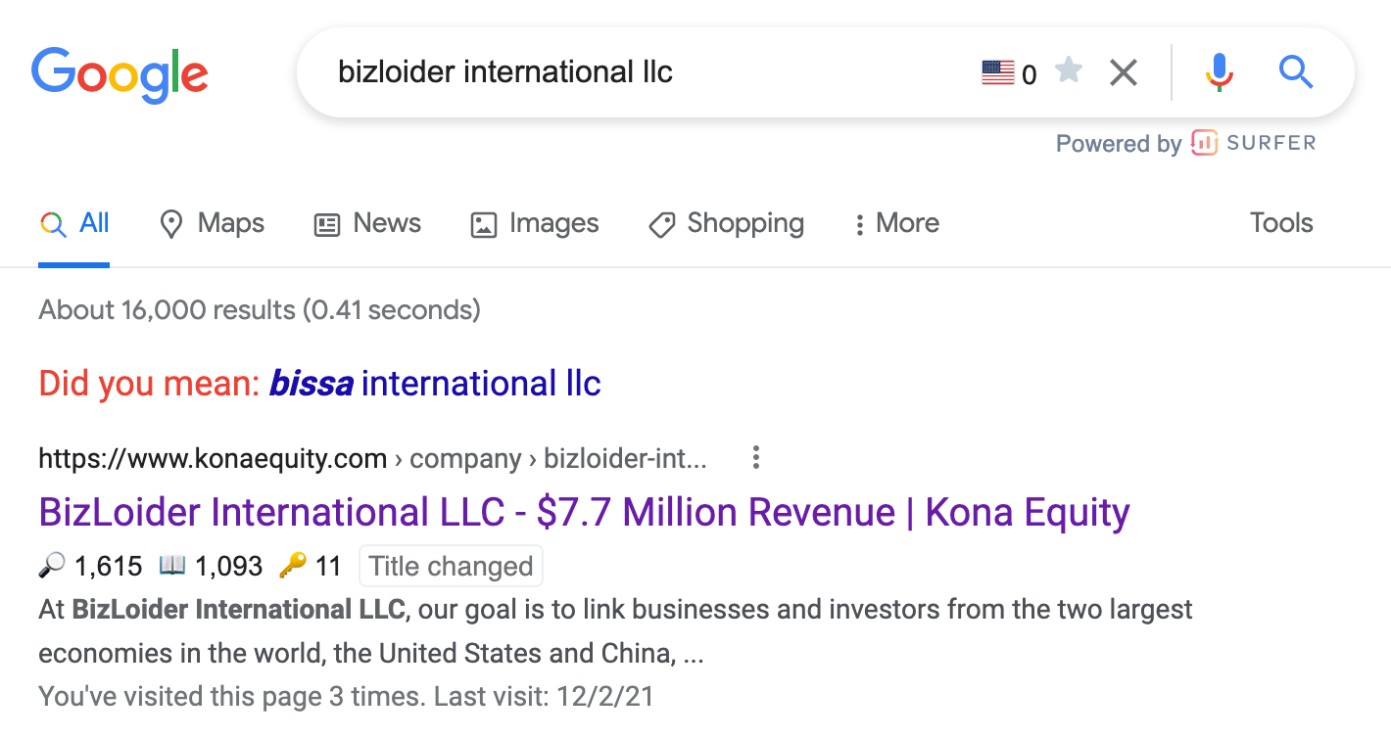 Google
bizloider international llc 0
Powered by SURFER
All Maps News Images Shopping More Tools
About 16,000 results (0.41 seconds)
Did you mean: bissa international llc
https://www.konaequity.com › company › bizloider-int...
BizLoider International LLC - $7.7 Million Revenue | Kona Equity
1,615 1,093 11 Title changed
At BizLoider International LLC, our goal is to link businesses and investors from the two largest
economies in the world, the United States and China, ...
You've visited this page 3 times. Last visit: 12/2/21